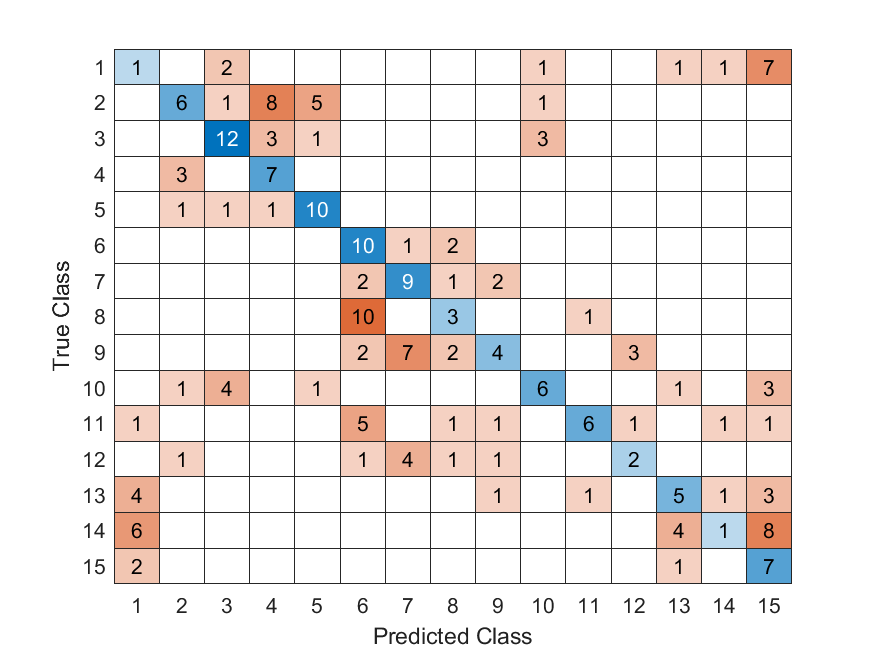 1 1 2 1 1 1 7
2 6 1 8 5 1
3 12 3 1 3
4 3 7
5 1 1 1 10
6 10 1 2
7 2 9 1 2
8 10 3 1
9 2 7 2 4 3
10 1 4 1 6 1 3
11 1 5 1 1 6 1 1 1
12 1 1 4 1 1 2
13 4 1 1 5 1 3
14 6 4 1 8
15 2 1 7
True Class
1 2 3 4 5 6 7 8 9 10 11 12 13 14 15
Predicted Class